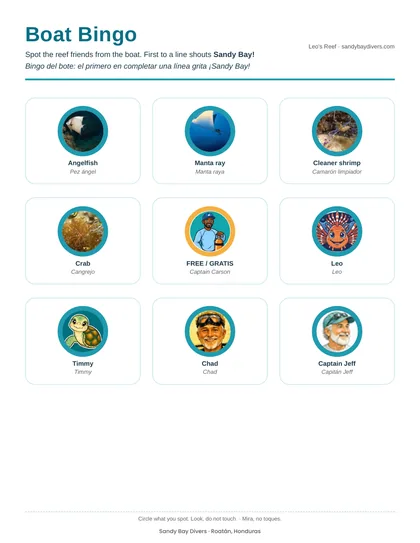 Boat Bingo
Spot the reef friends from the boat. First to a line shouts Sandy Bay!
Bingo del bote: el primero en completar una línea grita ¡Sandy Bay!
Leo's Reef · sandybaydivers.com
Angelfish
Pez ángel
Manta ray
Manta raya
Cleaner shrimp
Camarón limpiador
Crab
Cangrejo
FREE / GRATIS
Captain Carson
Leo
Leo
Timmy
Timmy
Chad
Chad
Captain Jeff
Capitán Jeff
Circle what you spot. Look, do not touch. · Mira, no toques.
Sandy Bay Divers · Roatán, Honduras